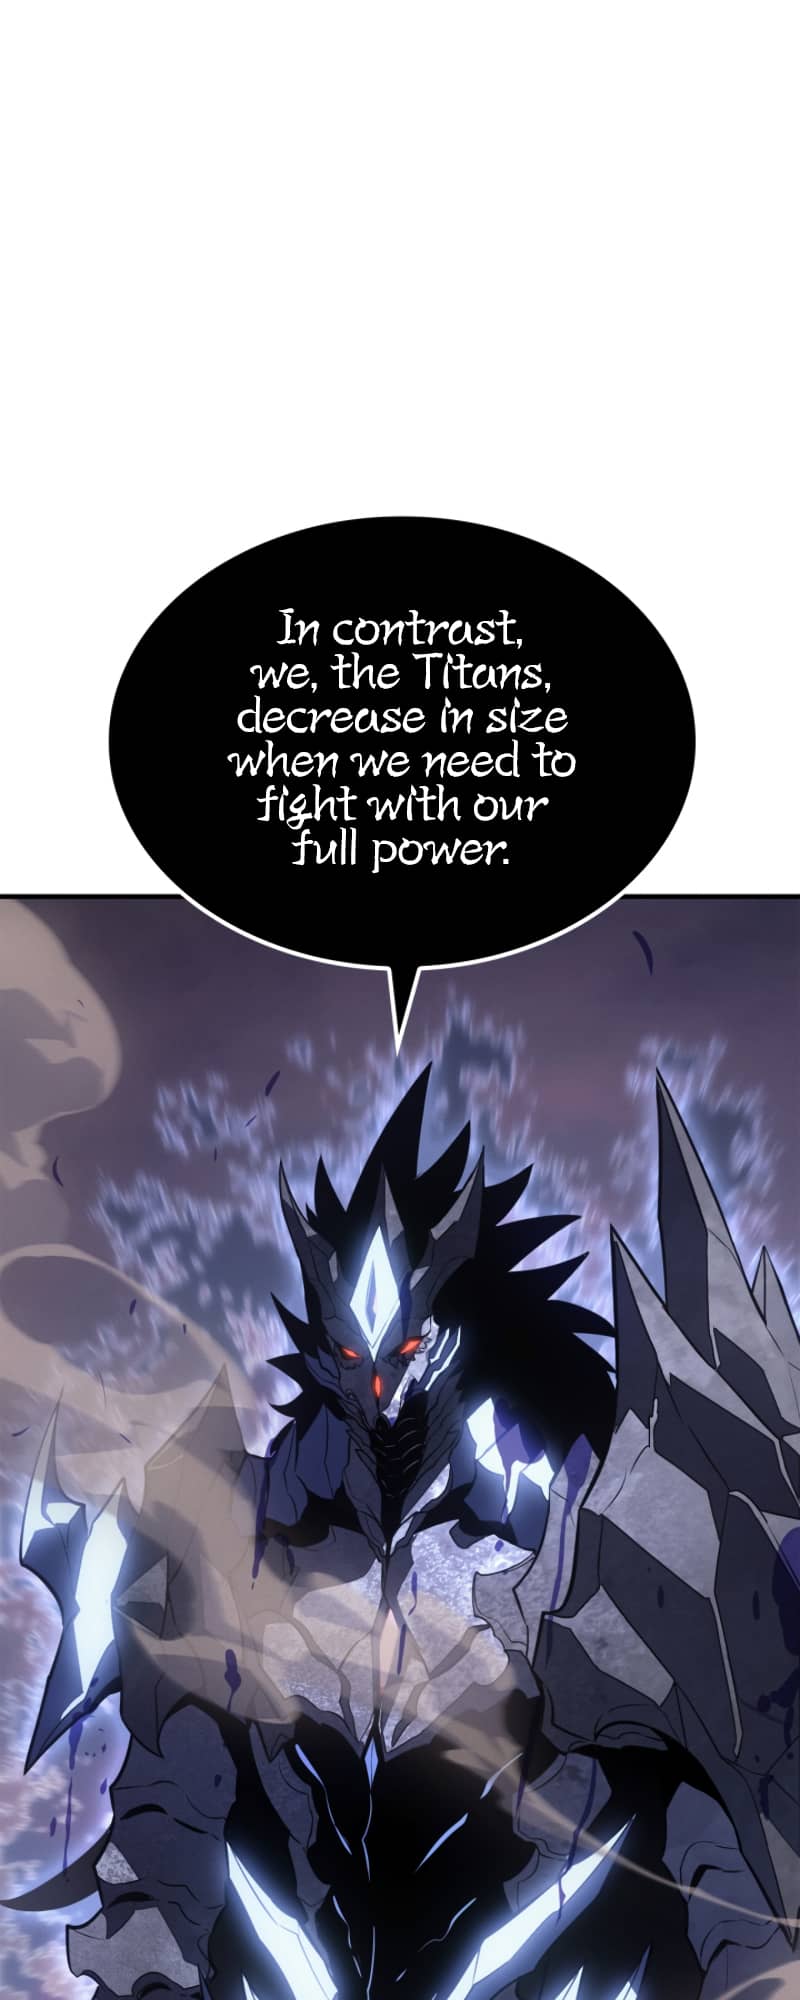 In contrast,
we, the Titans,
decrease in size
when we need to
fight with our
full power.